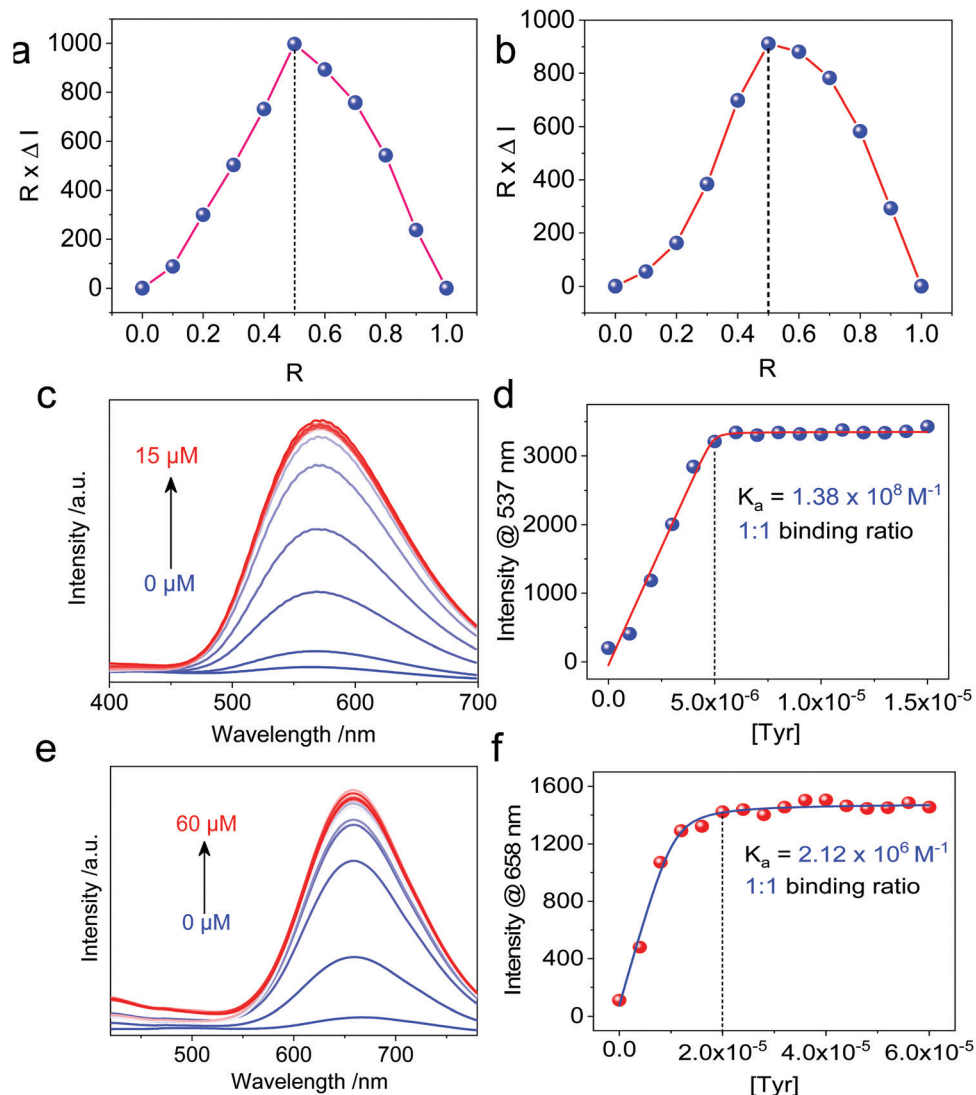 a
1000
800
600
400
200
0
R x Δ I
0.0 0.2 0.4 0.6 0.8 1.0
R
b
1000
800
600
400
200
0
R x Δ I
0.0 0.2 0.4 0.6 0.8 1.0
R
c
15 μM
0 μM
Intensity /a.u.
400 500 600 700
Wavelength /nm
d
3000
2000
1000
0
Intensity @ 537 nm
Kₐ = 1.38 x 10⁸ M⁻¹
1:1 binding ratio
0.0 5.0x10⁻⁶ 1.0x10⁻⁵ 1.5x10⁻⁵
[Tyr]
e
60 μM
0 μM
Intensity /a.u.
500 600 700
Wavelength /nm
f
1600
1200
800
400
0
Intensity @ 658 nm
Kₐ = 2.12 x 10⁶ M⁻¹
1:1 binding ratio
0.0 2.0x10⁻⁵ 4.0x10⁻⁵ 6.0x10⁻⁵
[Tyr]